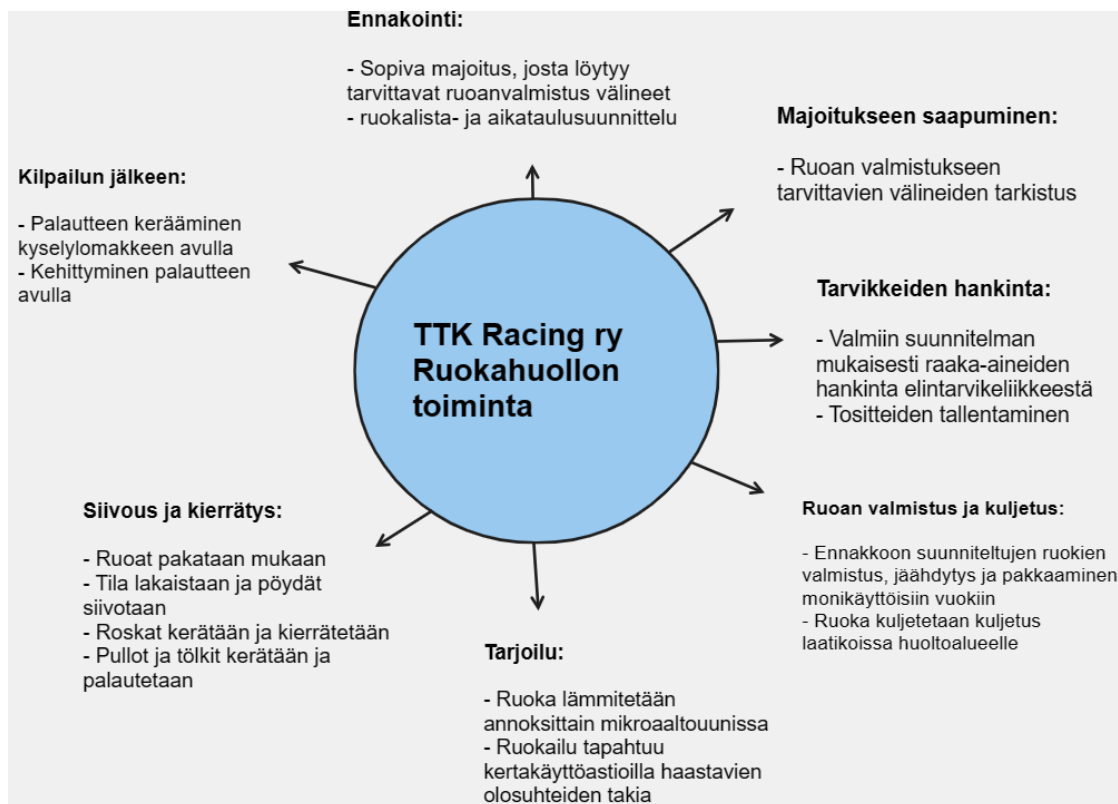 Ennakointi:
- Sopiva majoitus, josta löytyy
tarvittavat ruoanvalmistus välineet
- ruokalista- ja aikataulusuunnittelu
Majoitukseen saapuminen:
- Ruoan valmistukseen
tarvittavien välineiden tarkistus
Tarvikkeiden hankinta:
- Valmiin suunnitelman
mukaisesti raaka-aineiden
hankinta elintarvikeliikkeestä
- Tositteiden tallentaminen
Ruoan valmistus ja kuljetus:
- Ennakkoon suunniteltujen ruokien
valmistus, jäähdytys ja pakkaaminen
monikäyttöisiin vuokiin
- Ruoka kuljetetaan kuljetus
laatikoissa huoltoalueelle
Tarjoilu:
- Ruoka lämmitetään
annoksittain mikroaaltouunissa
- Ruokailu tapahtuu
kertakäyttöastioilla haastavien
olosuhteiden takia
Siivous ja kierrätys:
- Ruoat pakataan mukaan
- Tila lakaistaan ja pöydät
siivotaan
- Roskat kerätään ja kierrätetään
- Pullot ja tölkit kerätään ja
palautetaan
Kilpailun jälkeen:
- Palautteen kerääminen
kyselylomakkeen avulla
- Kehittyminen palautteen
avulla
TTK Racing ry
Ruokahuollon
toiminta